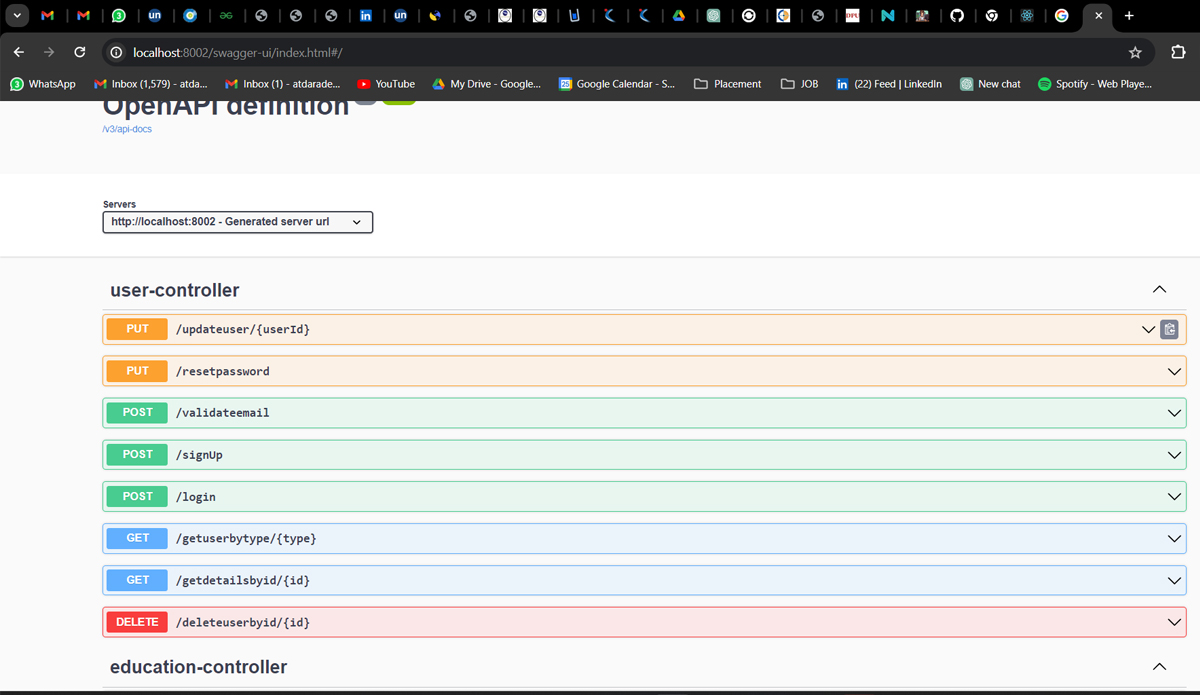 localhost:8002/swagger-ui/index.html#/
WhatsApp
Inbox (1,579) - atda...
Inbox (1) - atdarade...
YouTube
My Drive - Google...
Google Calendar - S...
Placement
JOB
(22) Feed | LinkedIn
New chat
Spotify - Web Playe...
OpenAPI definition
/v3/api-docs
Servers
http://localhost:8002 - Generated server url
user-controller
PUT /updateuser/{userId}
PUT /resetpassword
POST /validateemail
POST /signUp
POST /login
GET /getuserbytype/{type}
GET /getdetailsbyid/{id}
DELETE /deleteuserbyid/{id}
education-controller